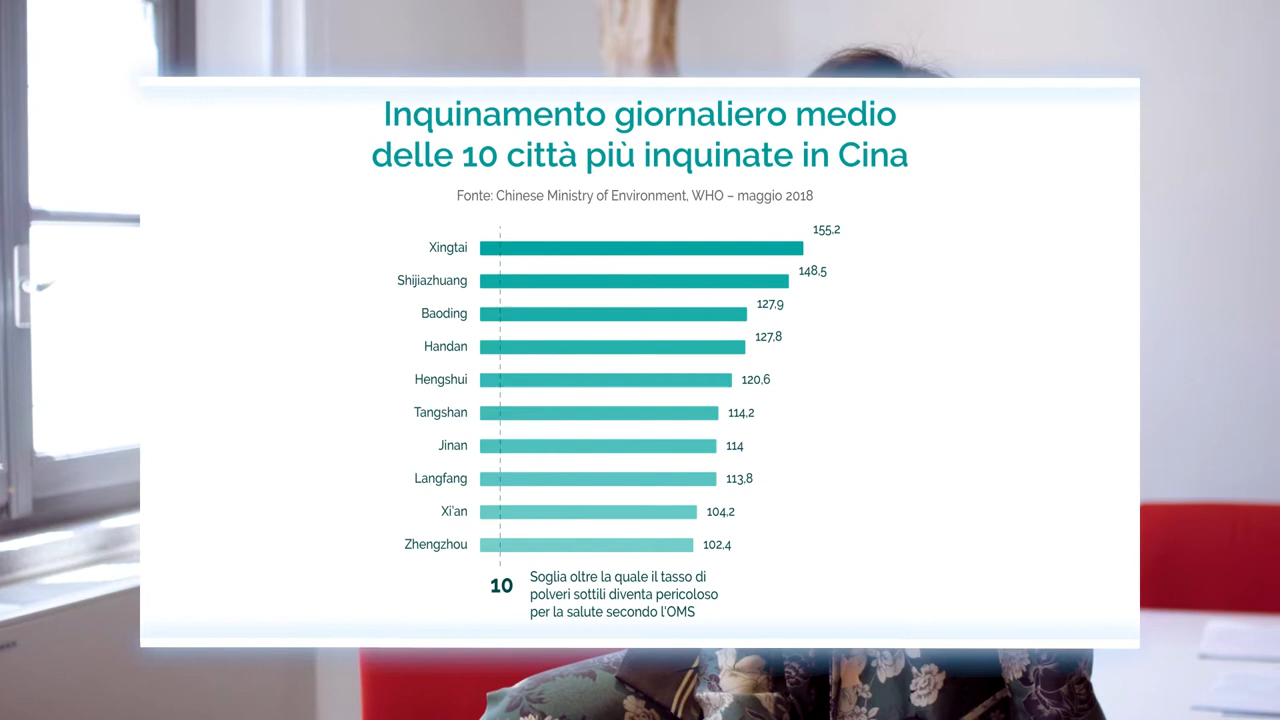 Inquinamento giornaliero medio
delle 10 città più inquinate in Cina
Fonte: Chinese Ministry of Environment, WHO – maggio 2018
Xingtai 155,2
Shijiazhuang 148,5
Baoding 127,9
Handan 127,8
Hengshui 120,6
Tangshan 114,2
Jinan 114
Langfang 113,8
Xi'an 104,2
Zhengzhou 102,4
10 Soglia oltre la quale il tasso di
polveri sottili diventa pericoloso
per la salute secondo l'OMS